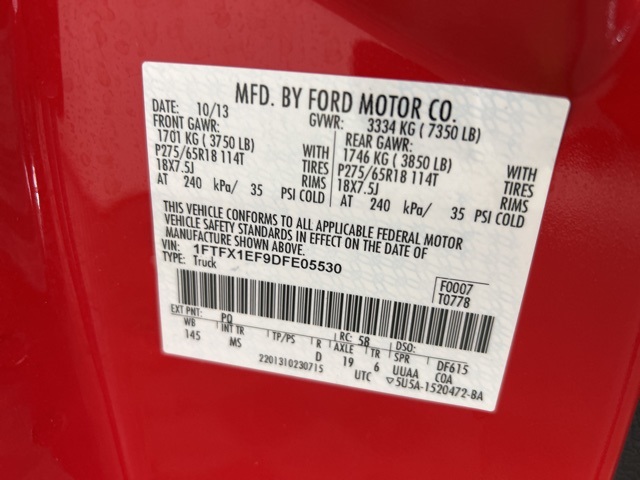 MFD. BY FORD MOTOR CO.
DATE: 10/13 GVWR: 3334 KG ( 7350 LB)
FRONT GAWR: REAR GAWR:
1701 KG ( 3750 LB) WITH 1746 KG ( 3850 LB) WITH
P275/65R18 114T TIRES P275/65R18 114T TIRES
18X7.5J RIMS 18X7.5J RIMS
AT 240 kPa/ 35 PSI COLD AT 240 kPa/ 35 PSI COLD
THIS VEHICLE CONFORMS TO ALL APPLICABLE FEDERAL MOTOR
VEHICLE SAFETY STANDARDS IN EFFECT ON THE DATE OF
MANUFACTURE SHOWN ABOVE.
VIN: 1FTFX1EF9DFE05530
TYPE: Truck
F0007
T0778
EXT PNT: PQ RC: 58 DSO:
WB INT TR TP/PS R AXLE TR SPR DF615
145 MS D 19 6 UUAA COA
2201310230715 UTC ▽5U5A-1520472-BA